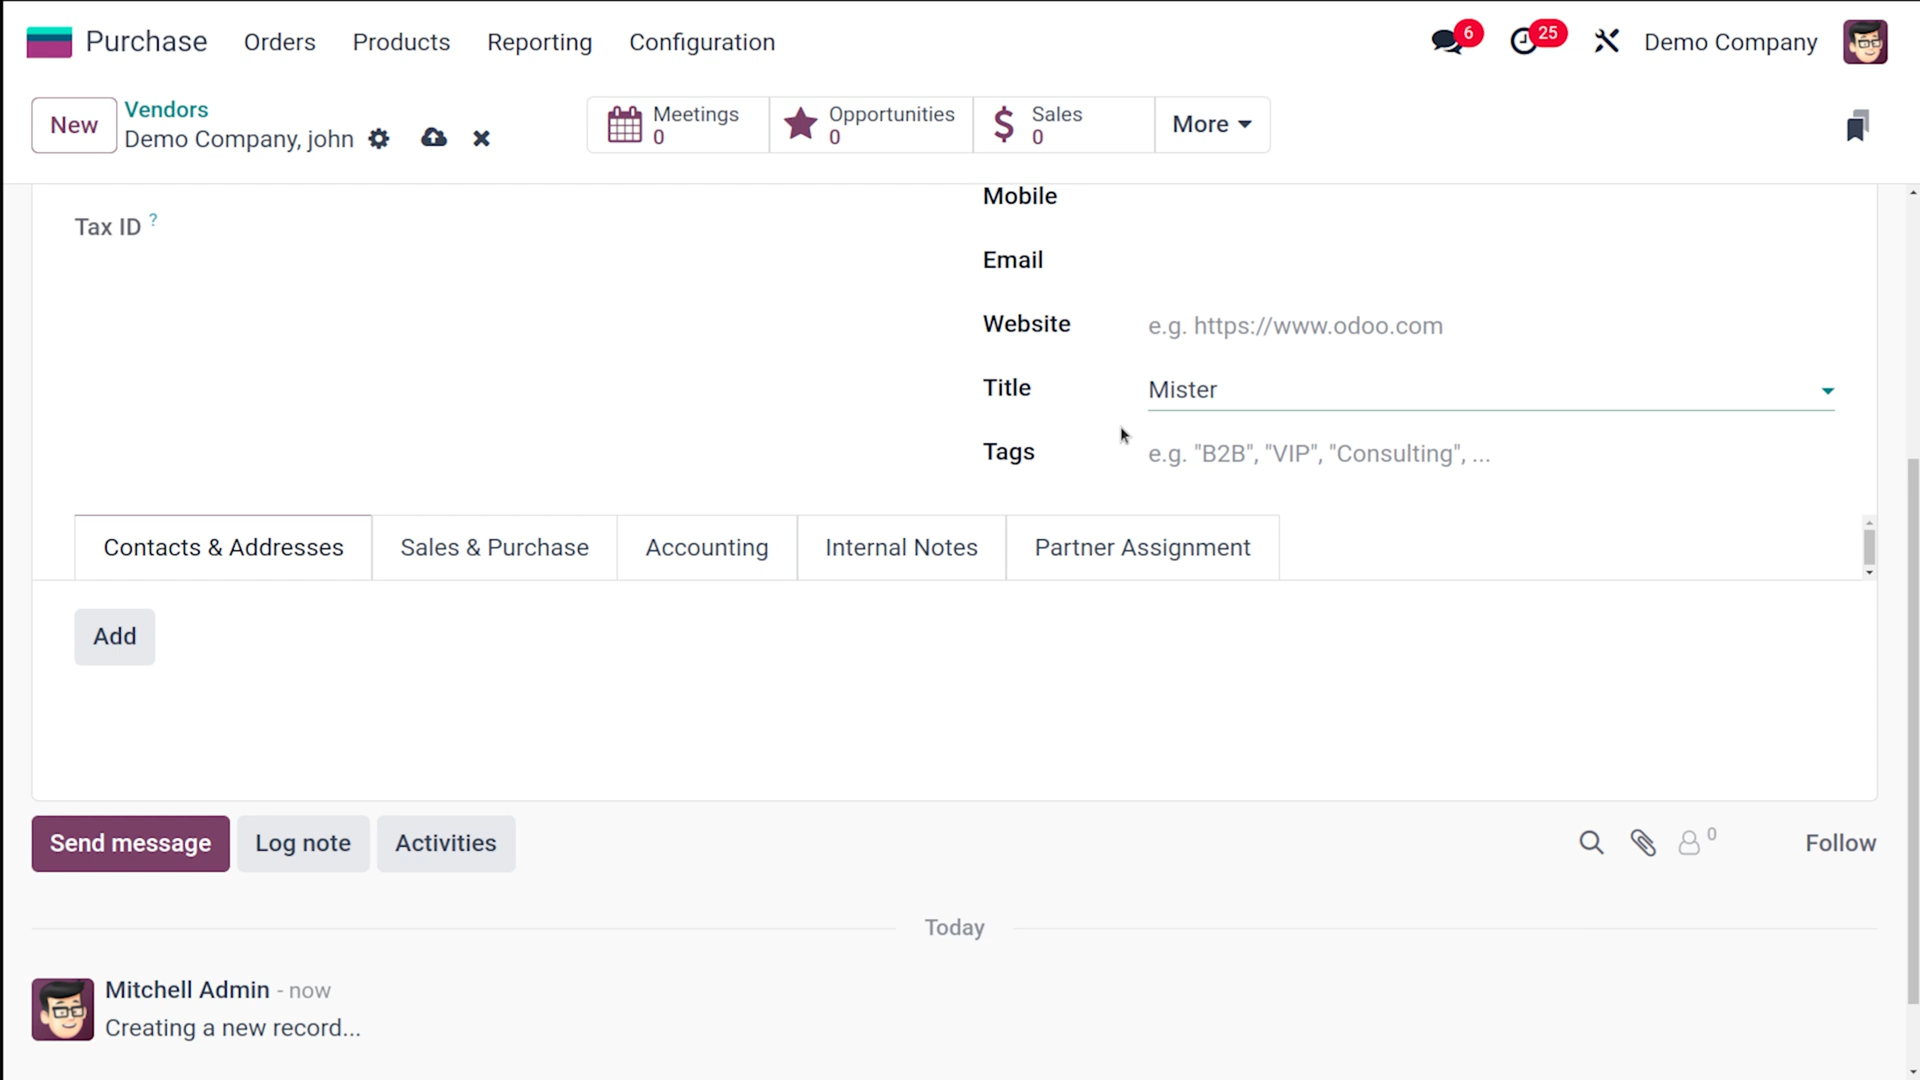 Purchase Orders Products Reporting Configuration 6 25 Demo Company
New Vendors Meetings Opportunities Sales More
Demo Company, john 0 0 0
Mobile
Tax ID ?
Email
Website e.g. https://www.odoo.com
Title Mister
Tags e.g. "B2B", "VIP", "Consulting", ...
Contacts & Addresses Sales & Purchase Accounting Internal Notes Partner Assignment
Add
Send message Log note Activities 0 Follow
Today
Mitchell Admin - now
Creating a new record...